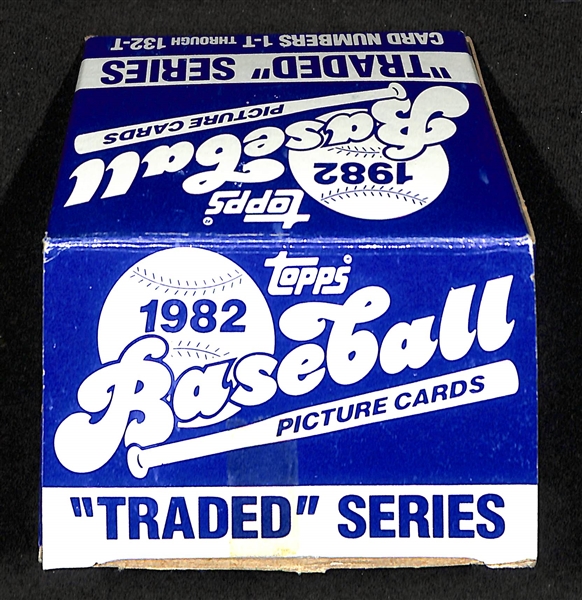 CARD NUMBERS 1-T THROUGH 132-T
"TRADED" SERIES
PICTURE CARDS
Baseball
1982
topps
topps
1982
Baseball
PICTURE CARDS
"TRADED" SERIES